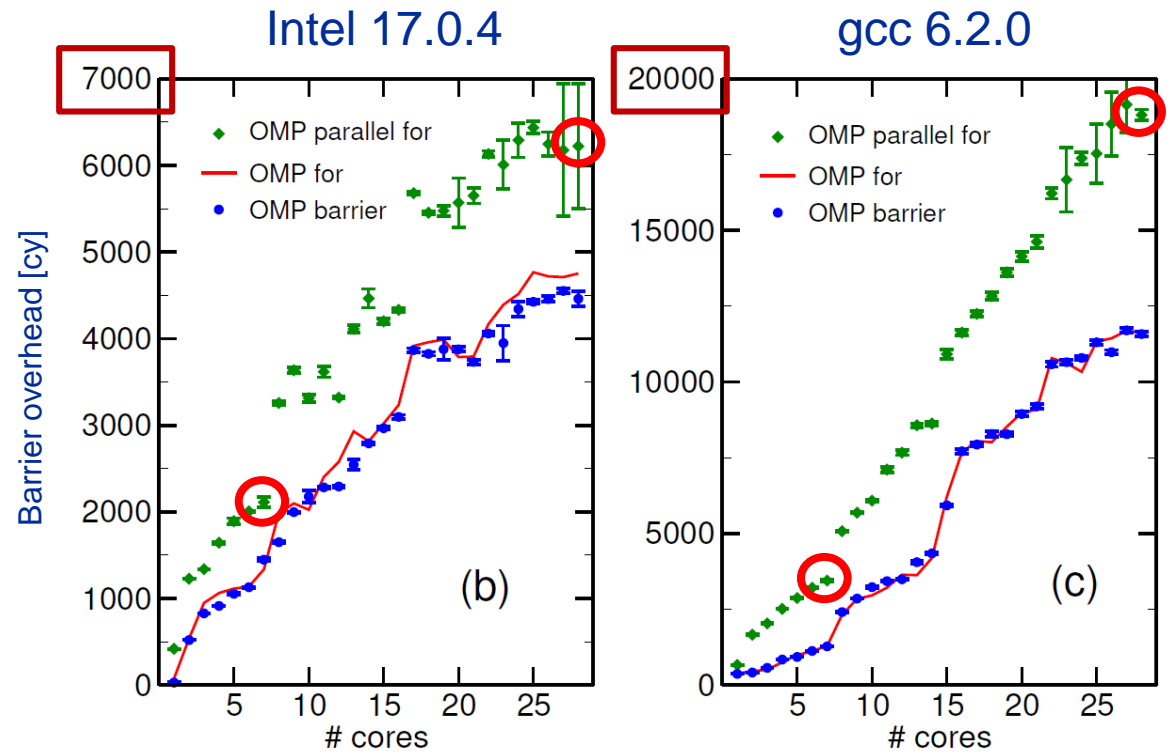 Intel 17.0.4
gcc 6.2.0
Barrier overhead [cy]
7000
6000
5000
4000
3000
2000
1000
0
OMP parallel for
OMP for
OMP barrier
(b)
5 10 15 20 25
# cores
20000
15000
10000
5000
0
OMP parallel for
OMP for
OMP barrier
(c)
5 10 15 20 25
# cores